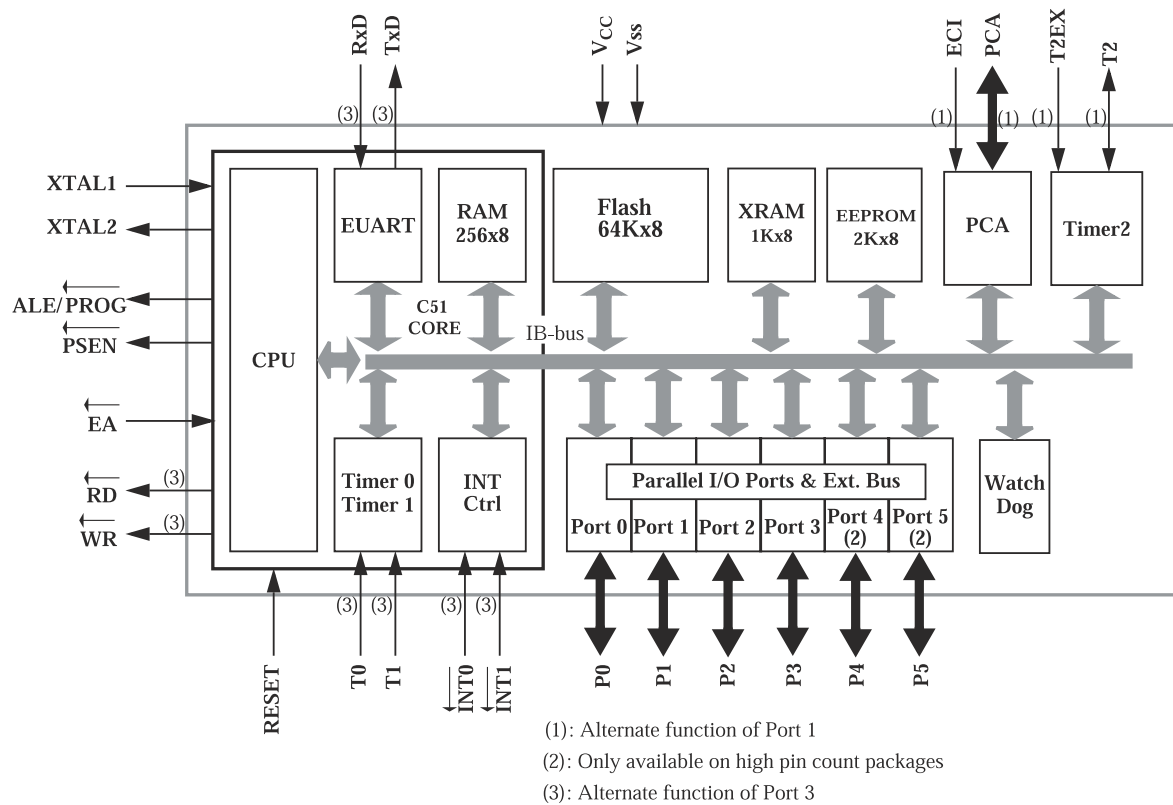 RxD
TxD
VCC
Vss
ECI
PCA
T2EX
T2
(3)
(3)
(1)
(1)
(1)
(1)
XTAL1
XTAL2
ALE/PROG
PSEN
EA
RD
(3)
WR
(3)
CPU
EUART
RAM
256x8
Flash
64Kx8
XRAM
1Kx8
EEPROM
2Kx8
PCA
Timer2
C51
CORE
IB-bus
Timer 0
Timer 1
INT
Ctrl
Parallel I/O Ports & Ext. Bus
Port 0
Port 1
Port 2
Port 3
Port 4
(2)
Port 5
(2)
Watch
Dog
(3)
(3)
(3)
(3)
RESET
T0
T1
INT0
INT1
P0
P1
P2
P3
P4
P5
(1): Alternate function of Port 1
(2): Only available on high pin count packages
(3): Alternate function of Port 3